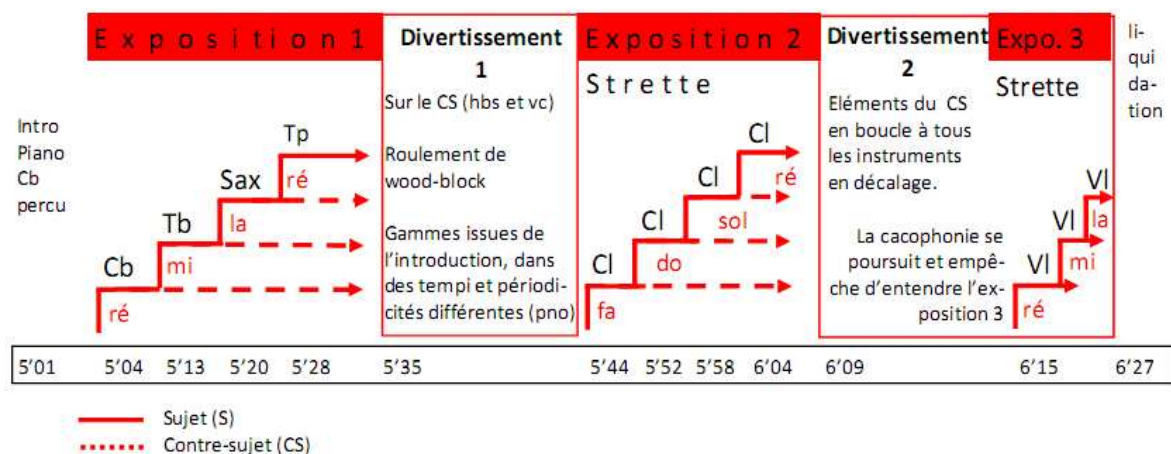 Exposition 1
Divertissement
1
Exposition 2
Divertissement
2
Expo. 3
li-
qui
da-
tion
Intro
Piano
Cb
percu
Cb
ré
Tb
mi
Sax
la
Tp
ré
Sur le CS (hbs et vc)
Roulement de
wood-block
Gammes issues de
l'introduction, dans
des tempi et périodi-
cités différentes (pno)
Strette
Cl
fa
Cl
do
Cl
sol
Cl
ré
Eléments du CS
en boucle à tous
les instruments
en décalage.
La cacophonie se
poursuit et empê-
che d'entendre l'ex-
position 3
Strette
Vl
ré
Vl
mi
Vl
la
5'01 5'04 5'13 5'20 5'28 5'35 5'44 5'52 5'58 6'04 6'09 6'15 6'27
Sujet (S)
Contre-sujet (CS)